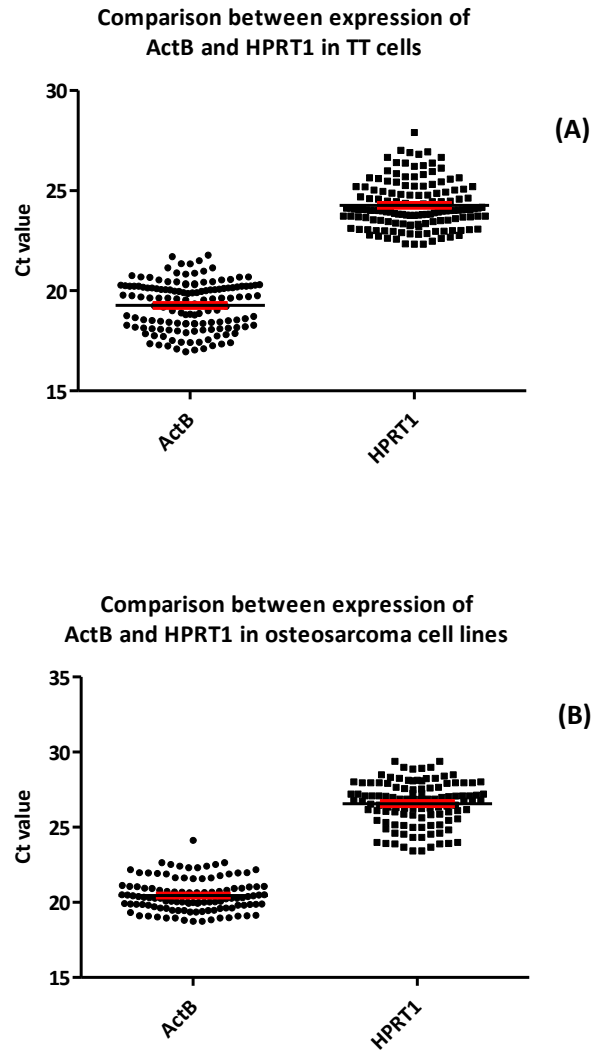 Comparison between expression of
ActB and HPRT1 in TT cells
(A)
30
25
20
15
Ct value
ActB
HPRT1
Comparison between expression of
ActB and HPRT1 in osteosarcoma cell lines
(B)
35
30
25
20
15
Ct value
ActB
HPRT1